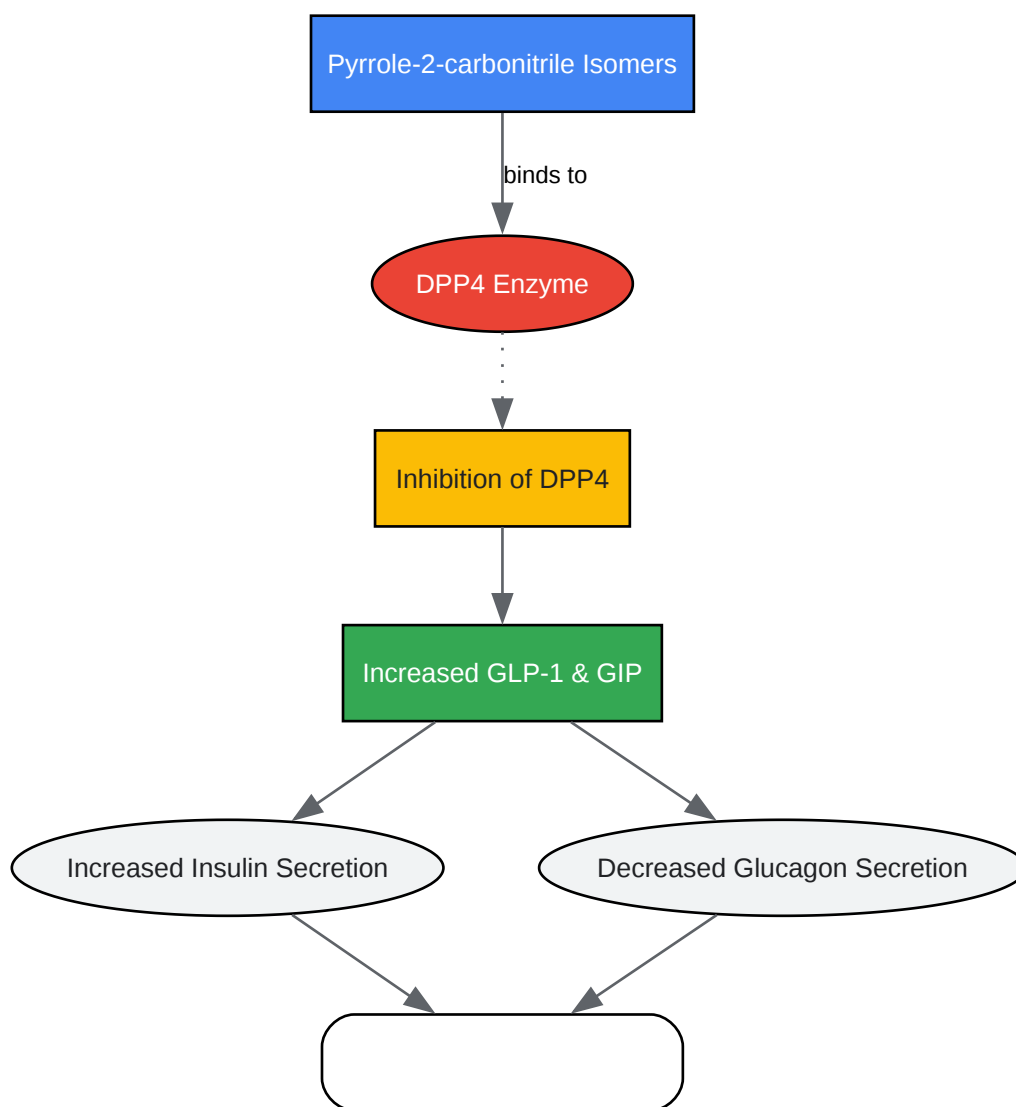 Pyrrole-2-carbonitrile Isomers
binds to
DPP4 Enzyme
Inhibition of DPP4
Increased GLP-1 & GIP
Increased Insulin Secretion
Decreased Glucagon Secretion